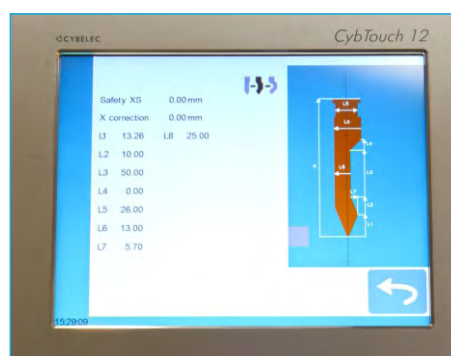 CYBELEC CybTouch 12
Safety XS 0.00 mm
X correction 0.00 mm
L1 13.26 L8 25.00
L2 10.00
L3 50.00
L4 0.00
L5 26.00
L6 13.00
L7 5.70
L5
L6
L4
L3
L8
L7
L2
L1
15:29:09